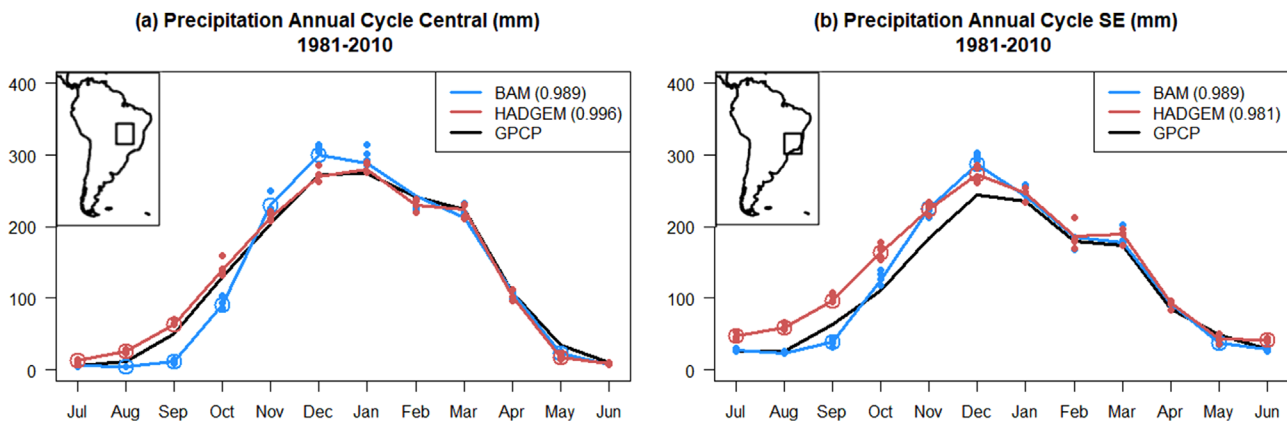 (a) Precipitation Annual Cycle Central (mm)
1981-2010
400
300
200
100
0
BAM (0.989)
HADGEM (0.996)
GPCP
Jul Aug Sep Oct Nov Dec Jan Feb Mar Apr May Jun
(b) Precipitation Annual Cycle SE (mm)
1981-2010
400
300
200
100
0
BAM (0.989)
HADGEM (0.981)
GPCP
Jul Aug Sep Oct Nov Dec Jan Feb Mar Apr May Jun